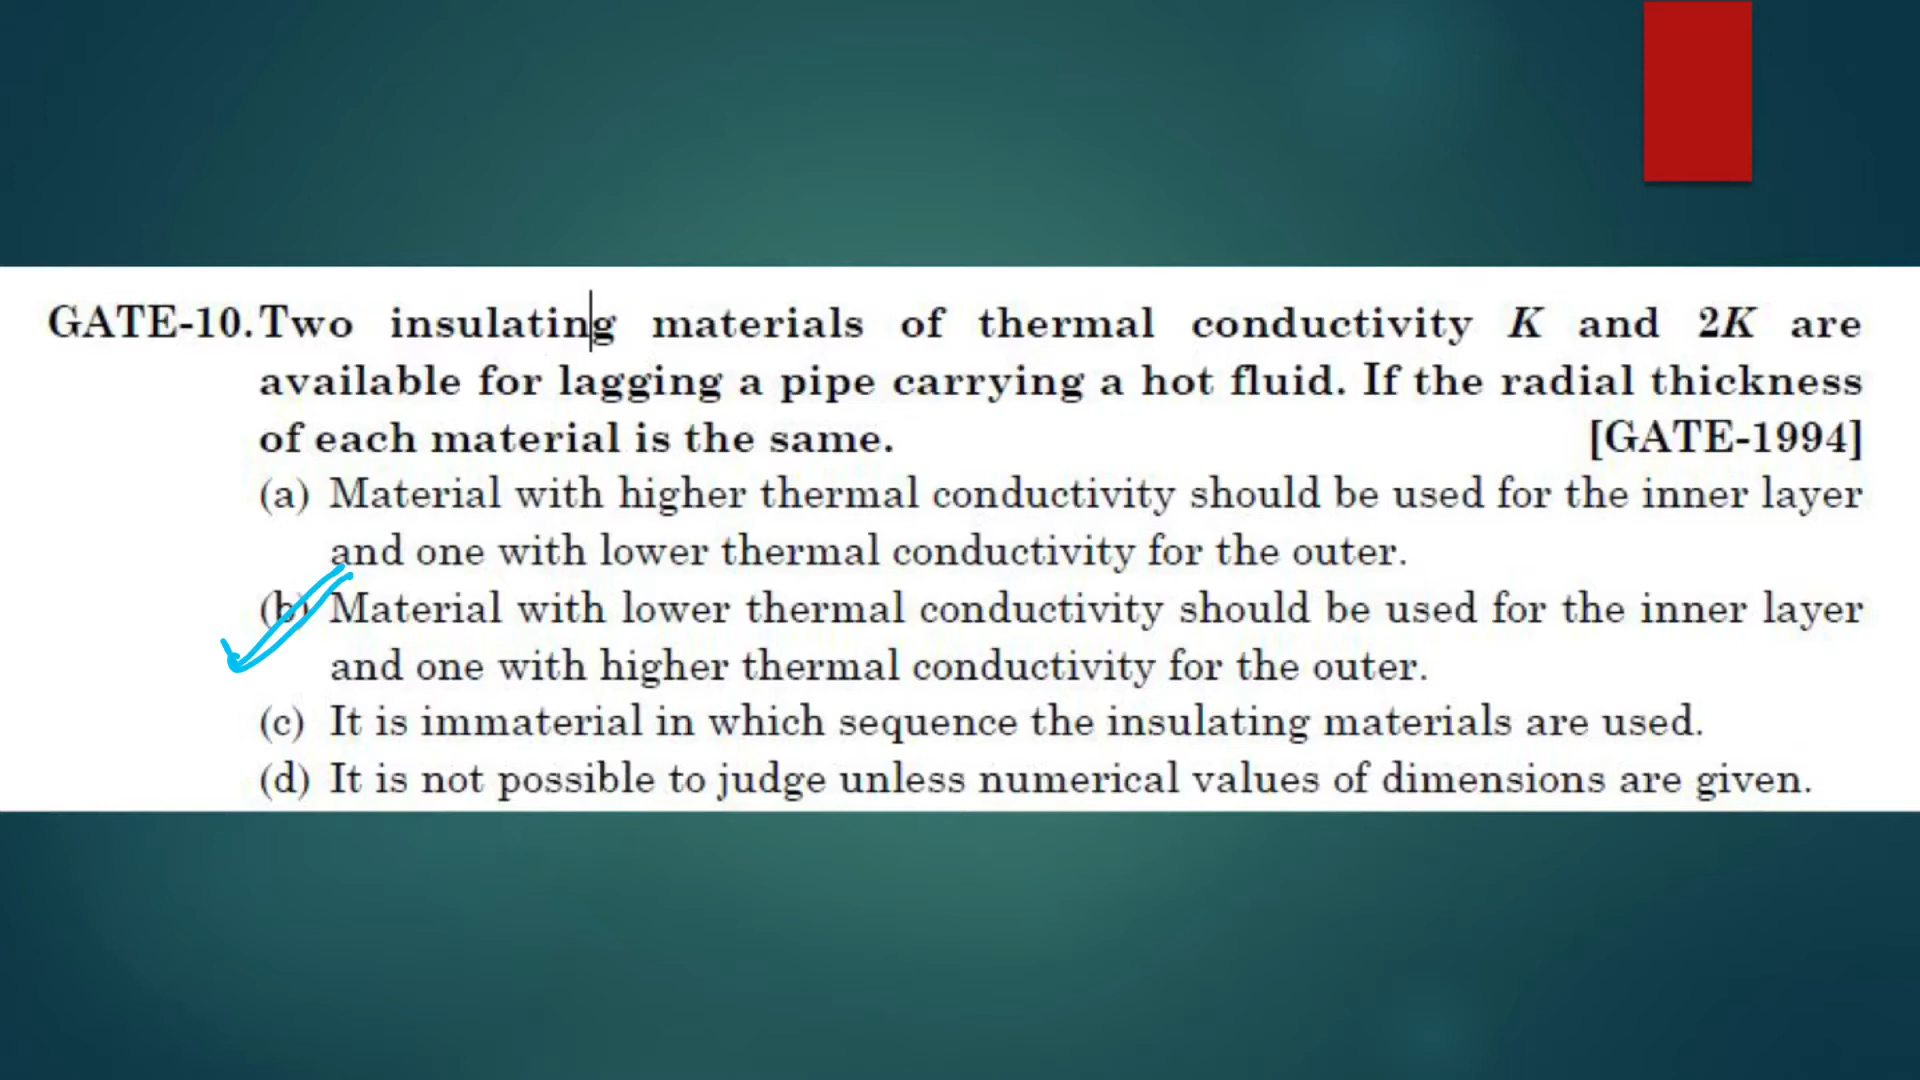 GATE-10. Two insulating materials of thermal conductivity K and 2K are
available for lagging a pipe carrying a hot fluid. If the radial thickness
of each material is the same. [GATE-1994]
(a) Material with higher thermal conductivity should be used for the inner layer
and one with lower thermal conductivity for the outer.
(b) Material with lower thermal conductivity should be used for the inner layer
and one with higher thermal conductivity for the outer.
(c) It is immaterial in which sequence the insulating materials are used.
(d) It is not possible to judge unless numerical values of dimensions are given.